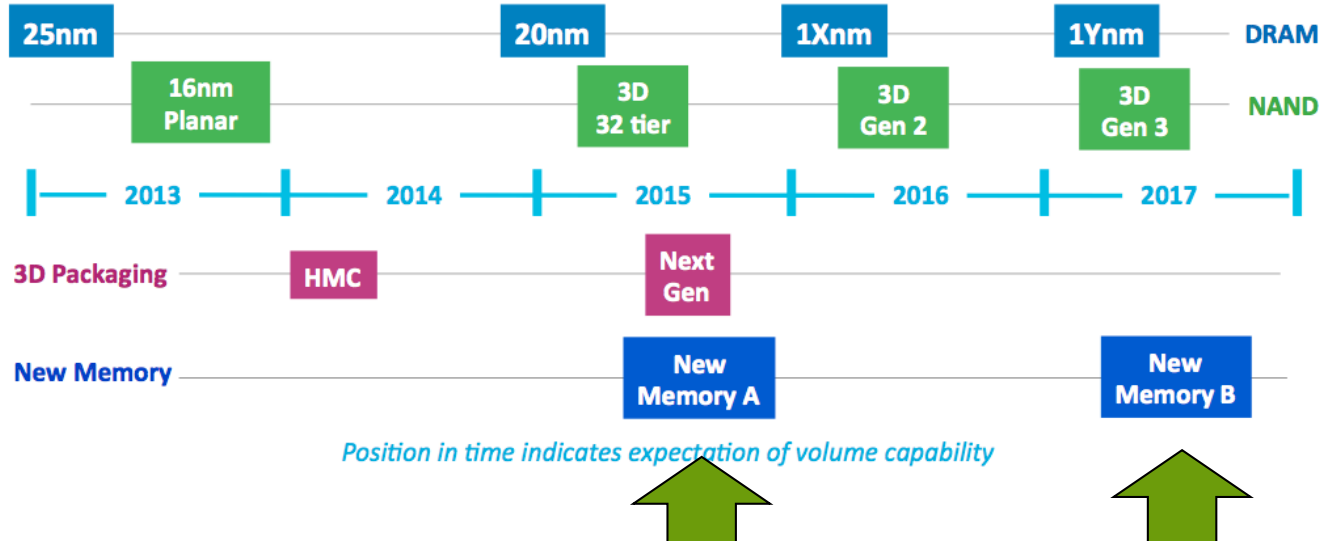 25nm
20nm
1Xnm
1Ynm
DRAM
16nm
Planar
3D
32 tier
3D
Gen 2
3D
Gen 3
NAND
2013
2014
2015
2016
2017
3D Packaging
HMC
Next
Gen
New Memory
New
Memory A
New
Memory B
Position in time indicates expectation of volume capability